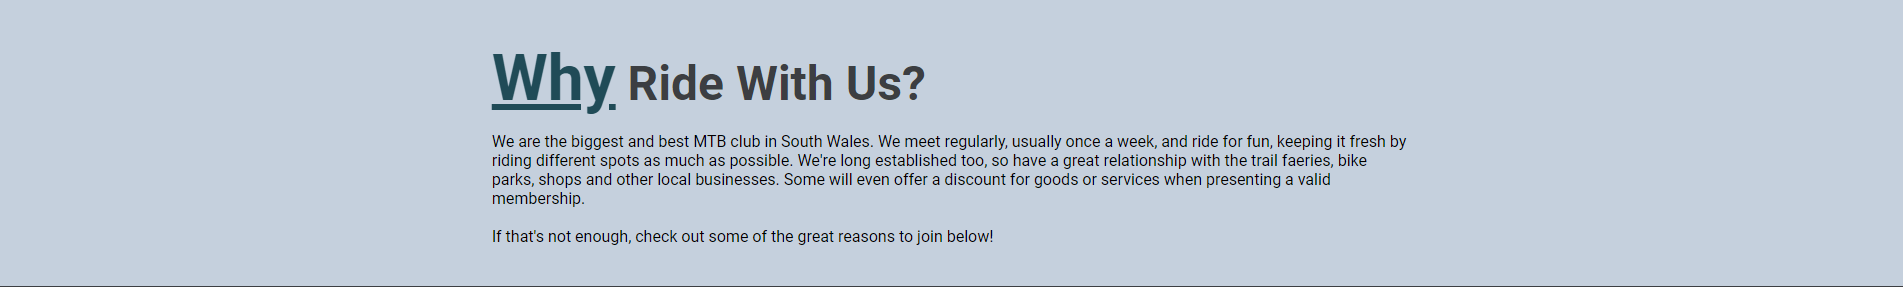 Why Ride With Us?
We are the biggest and best MTB club in South Wales. We meet regularly, usually once a week, and ride for fun, keeping it fresh by
riding different spots as much as possible. We're long established too, so have a great relationship with the trail faeries, bike
parks, shops and other local businesses. Some will even offer a discount for goods or services when presenting a valid
membership.
If that's not enough, check out some of the great reasons to join below!